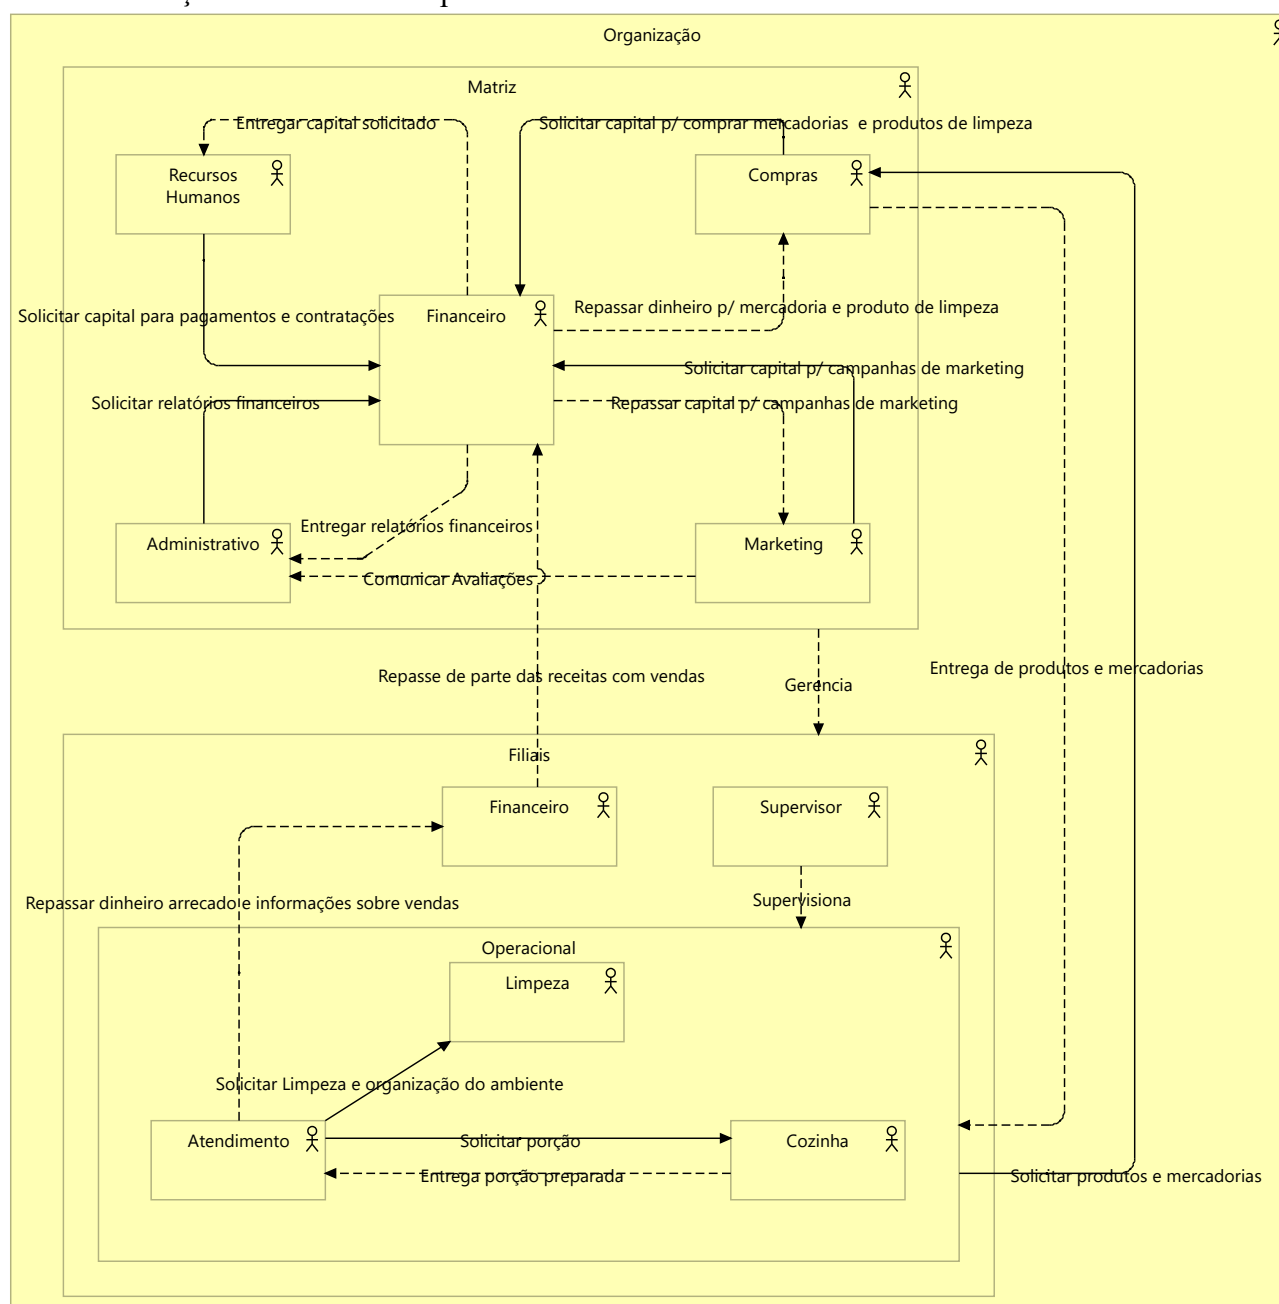 Organização
Matriz
Entregar capital solicitado
Solicitar capital p/ comprar mercadorias e produtos de limpeza
Recursos
Humanos
Compras
Solicitar capital para pagamentos e contratações
Financeiro
Repassar dinheiro p/ mercadoria e produto de limpeza
Solicitar capital p/ campanhas de marketing
Solicitar relatórios financeiros
Repassar capital p/ campanhas de marketing
Entregar relatórios financeiros
Administrativo
Marketing
Comunicar Avaliações
Repasse de parte das receitas com vendas
Gerencia
Entrega de produtos e mercadorias
Filiais
Financeiro
Supervisor
Repassar dinheiro arrecado e informações sobre vendas
Supervisiona
Operacional
Limpeza
Solicitar Limpeza e organização do ambiente
Atendimento
Solicitar porção
Cozinha
Entrega porção preparada
Solicitar produtos e mercadorias